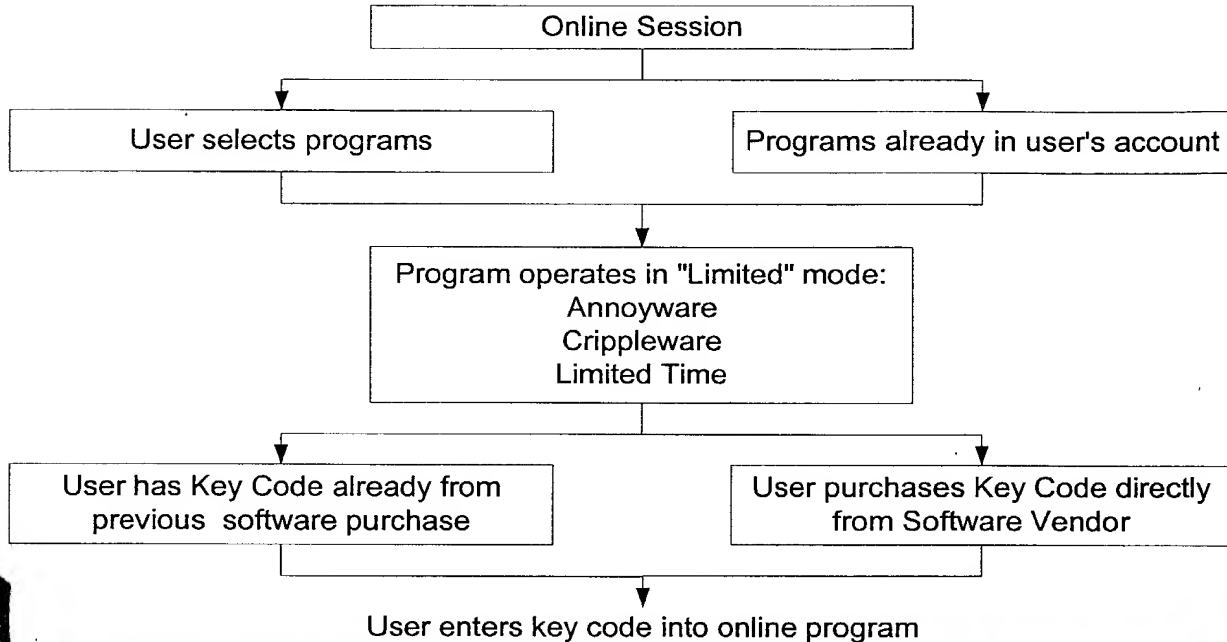 Online Session
User selects programs
Programs already in user's account
Program operates in "Limited" mode:
Annoyware
Crippleware
Limited Time
User has Key Code already from
previous software purchase
User purchases Key Code directly
from Software Vendor
User enters key code into online program